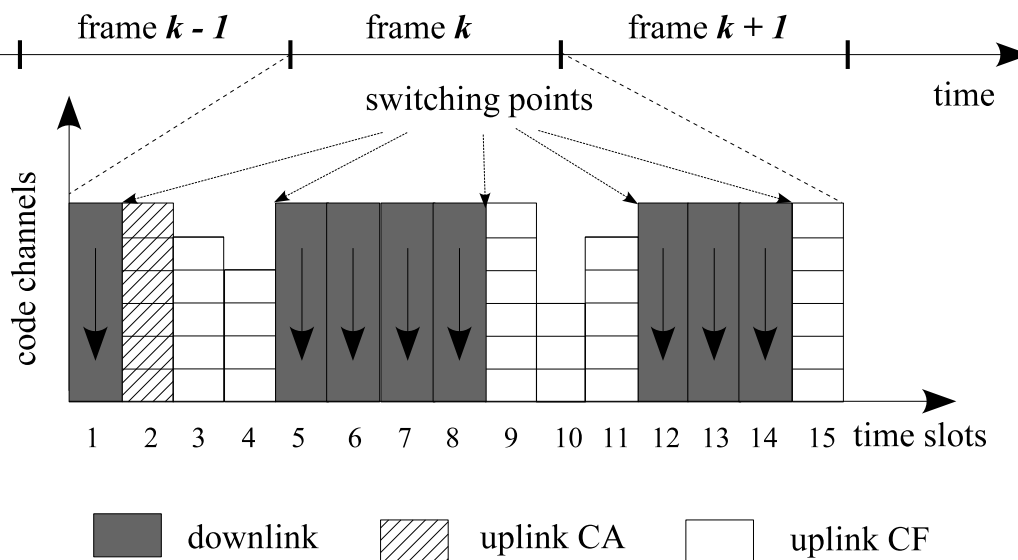 frame k - 1 frame k frame k + 1
time
switching points
code channels
1 2 3 4 5 6 7 8 9 10 11 12 13 14 15 time slots
downlink uplink CA uplink CF